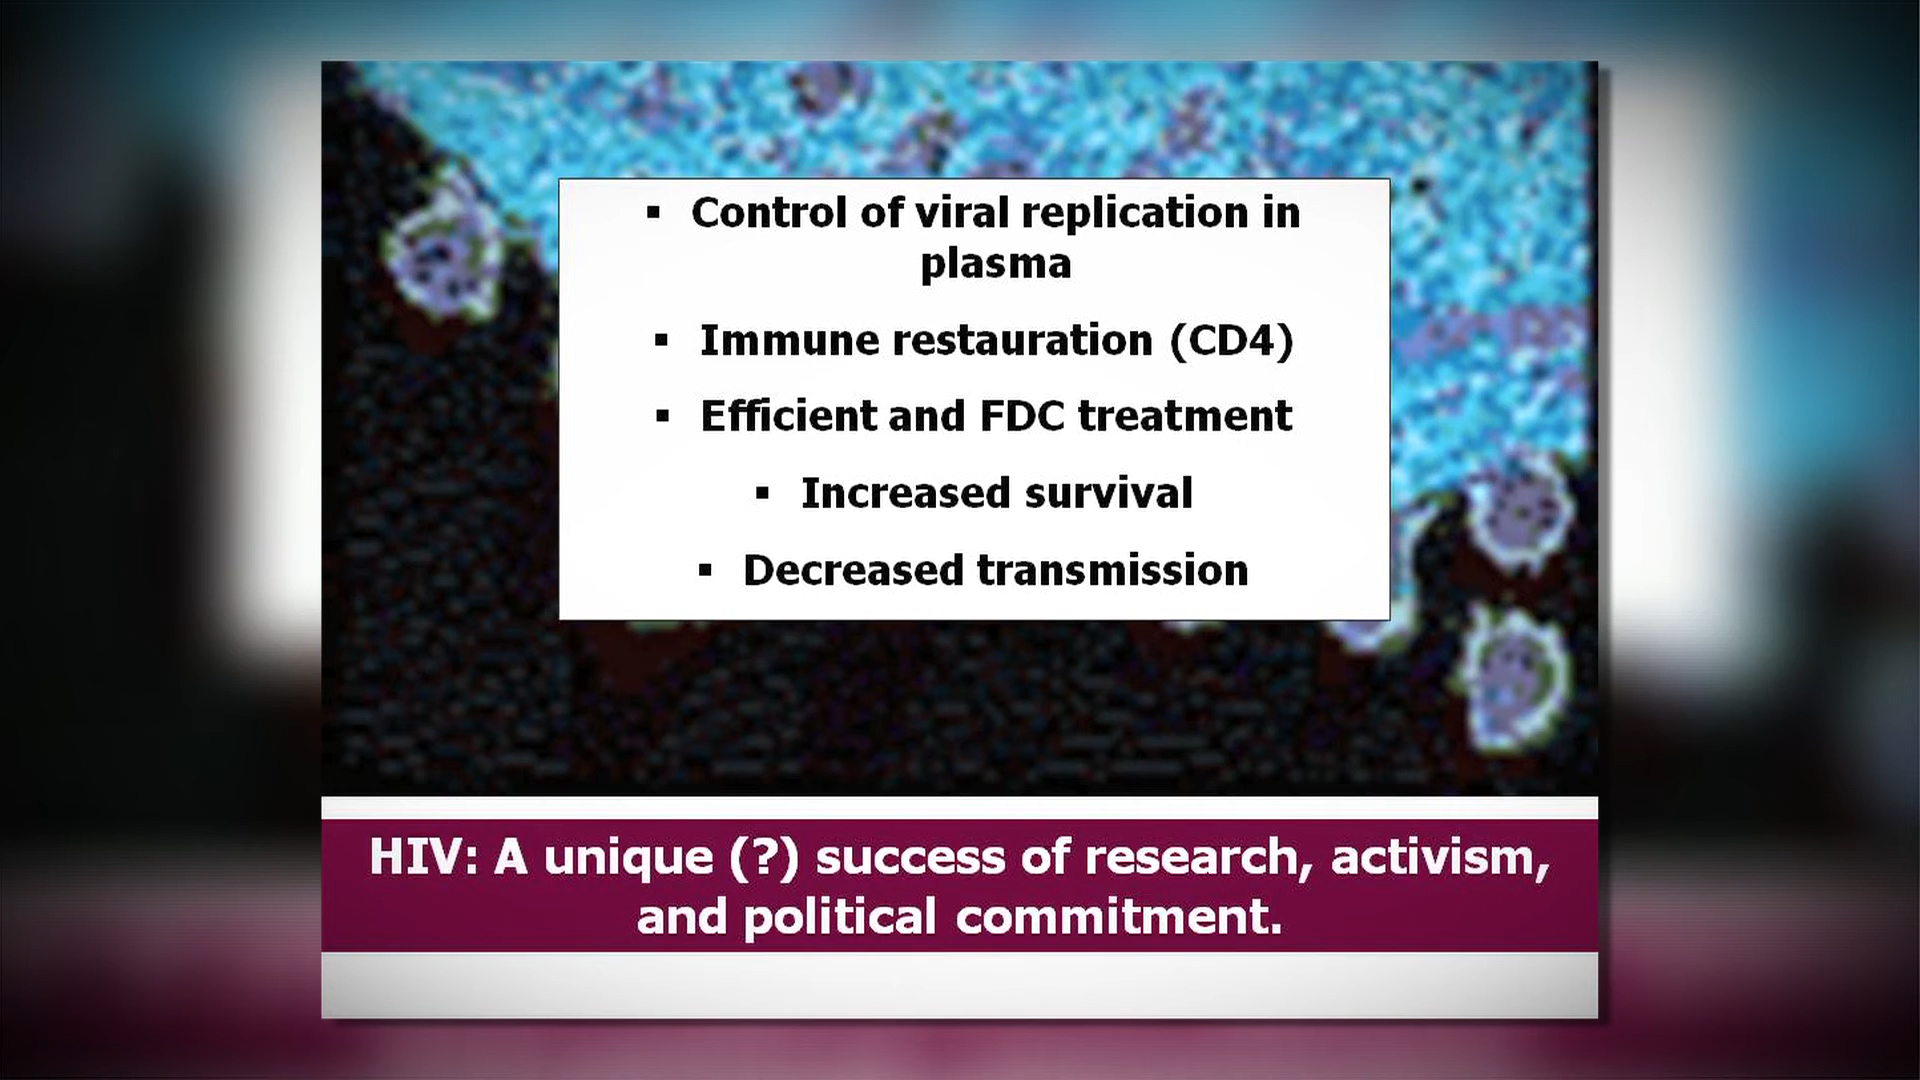 ▪ Control of viral replication in
plasma
▪ Immune restauration (CD4)
▪ Efficient and FDC treatment
▪ Increased survival
▪ Decreased transmission
HIV: A unique (?) success of research, activism,
and political commitment.